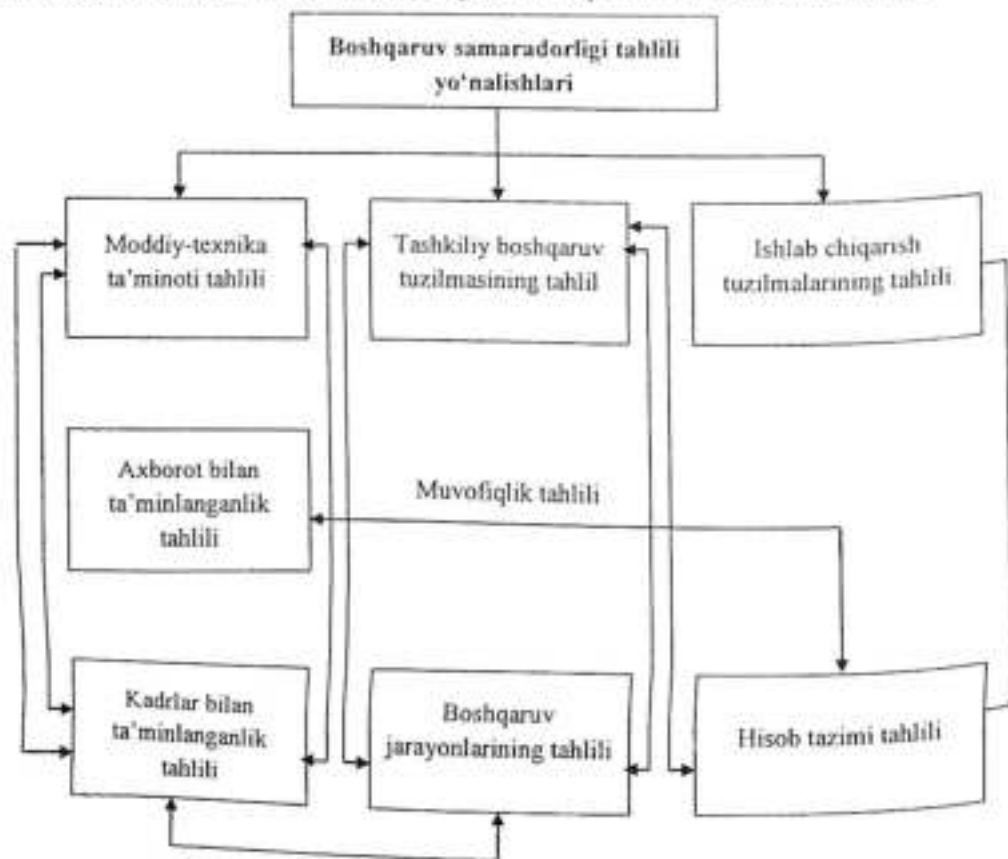 Boshqaruv samaradorligi tahlili
yo‘nalishlari
Moddiy-texnika
ta’minoti tahlili
Tashkiliy boshqaruv
tuzilmasining tahlil
Ishlab chiqarish
tuzilmalarining tahlili
Axborot bilan
ta’minlanganlik
tahlili
Muvofiqlik tahlili
Kadrlar bilan
ta’minlanganlik
tahlili
Boshqaruv
jarayonlarining tahlili
Hisob tazimi tahlili